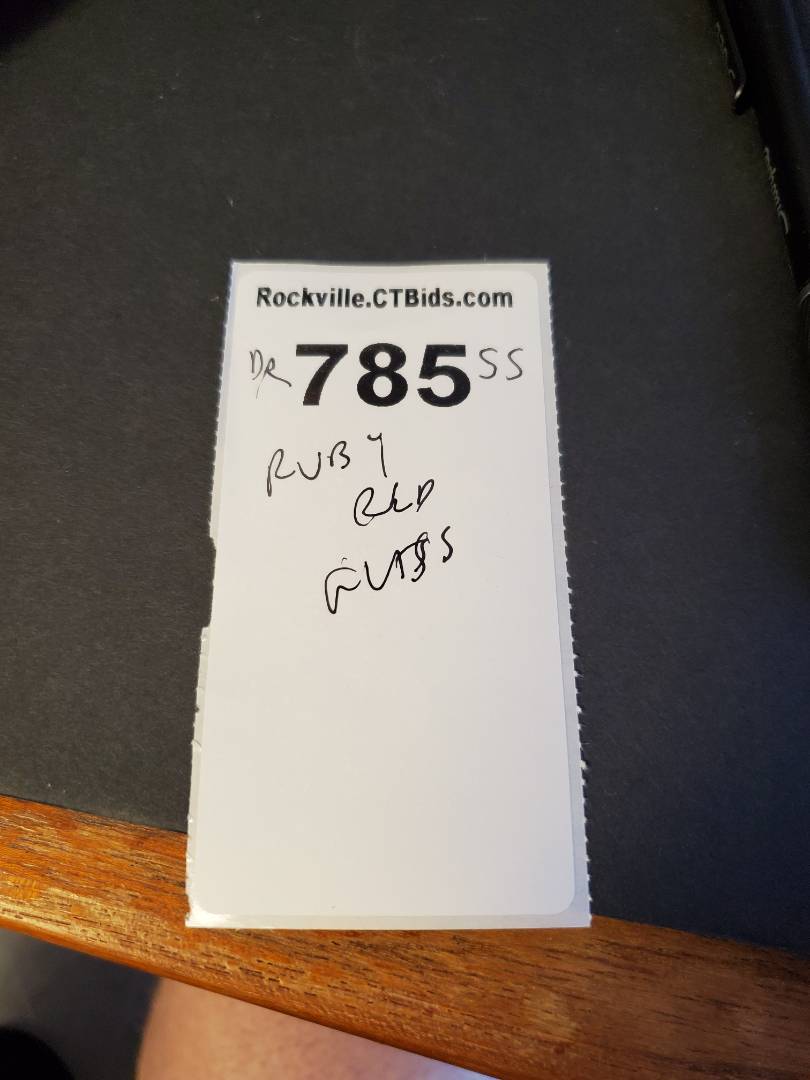 Rockville.CTBids.com
DR 785 SS
RUBY
RED
GLASS